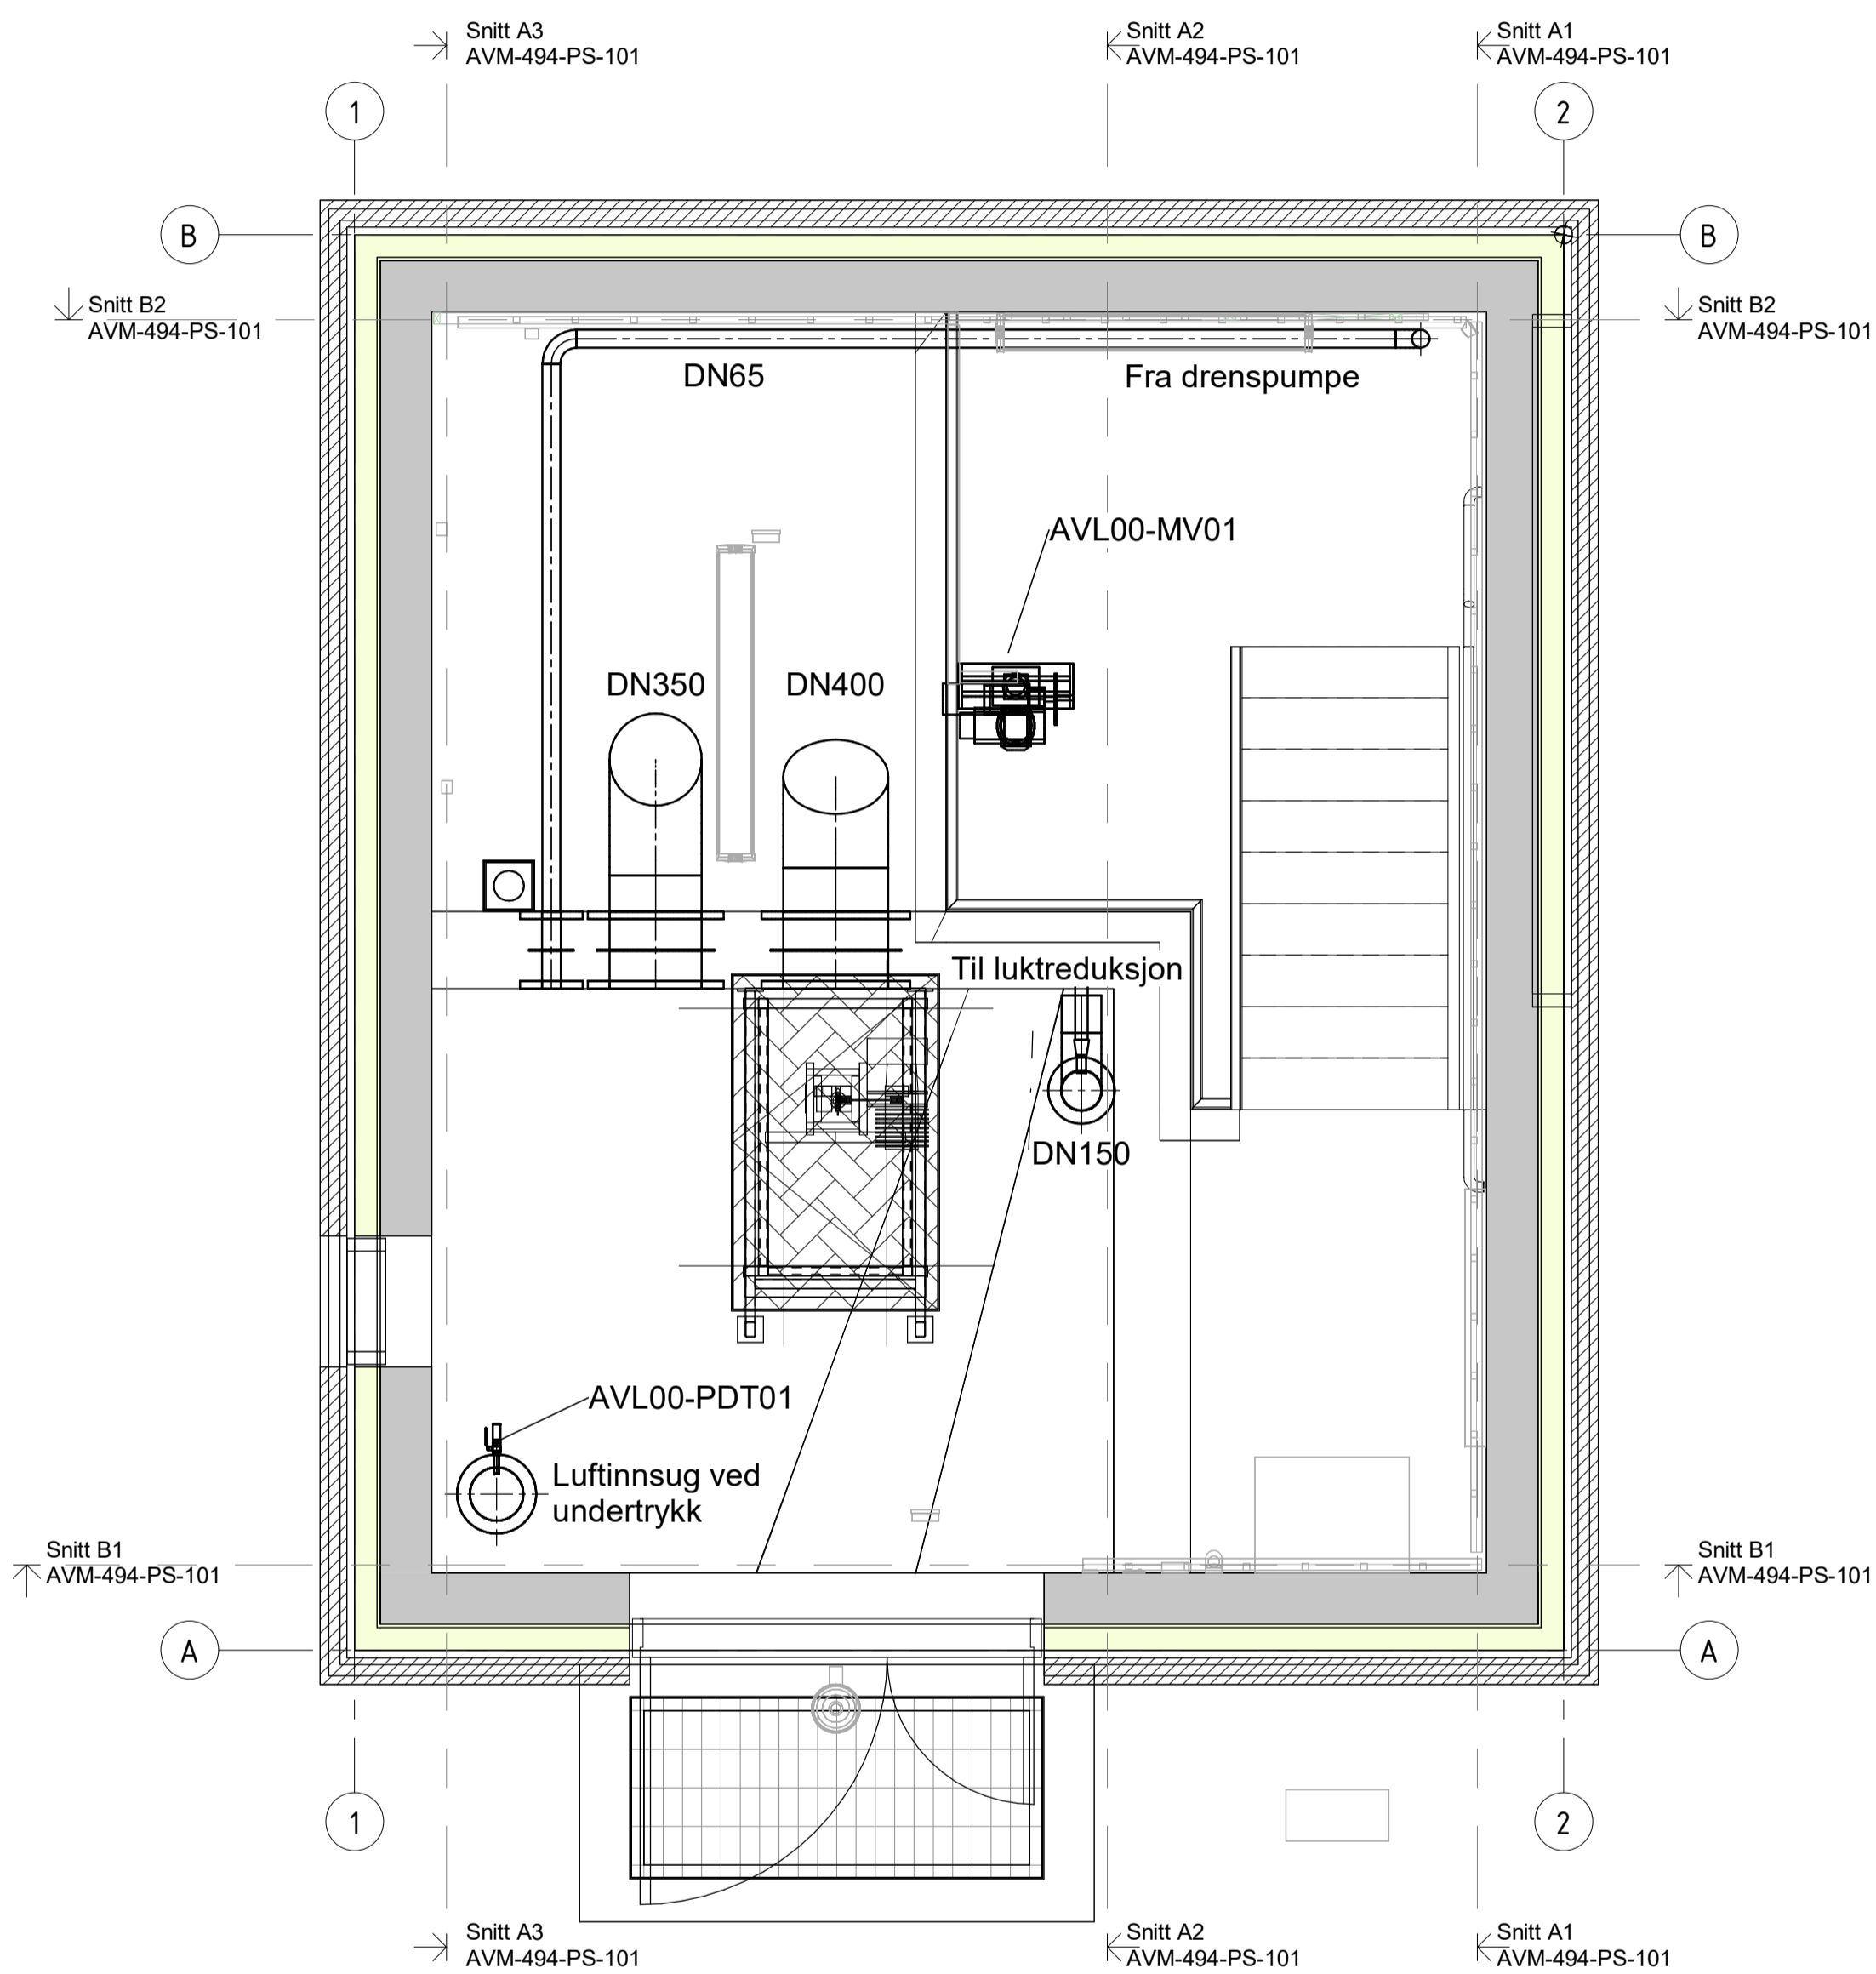 Snitt A3
AVM-494-PS-101
Snitt A2
AVM-494-PS-101
Snitt A1
AVM-494-PS-101
1
2
B
B
Snitt B2
AVM-494-PS-101
Snitt B2
AVM-494-PS-101
DN65
Fra drenspumpe
AVL00-MV01
DN350
DN400
Til luktreduksjon
DN150
AVL00-PDT01
Luftinnsug ved
undertrykk
Snitt B1
AVM-494-PS-101
Snitt B1
AVM-494-PS-101
A
A
1
2
Snitt A3
AVM-494-PS-101
Snitt A2
AVM-494-PS-101
Snitt A1
AVM-494-PS-101